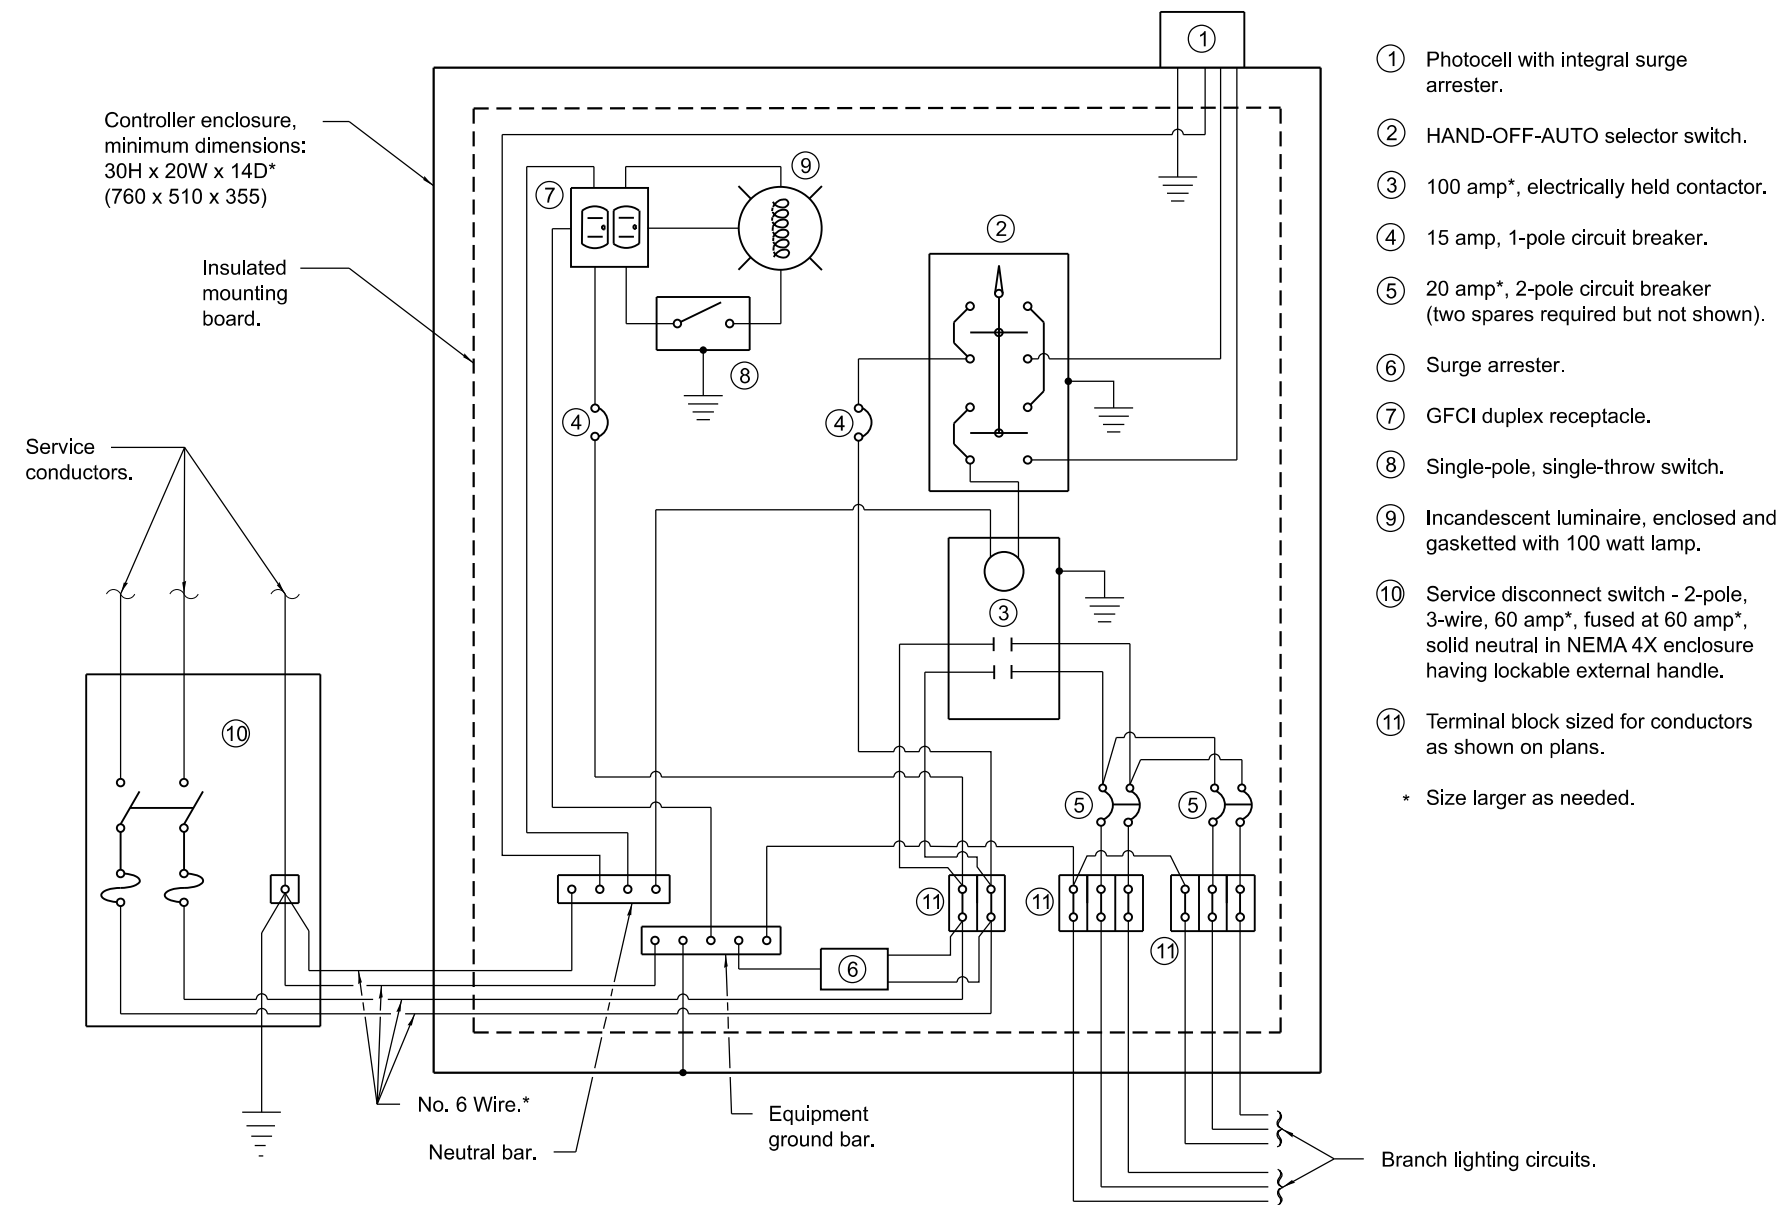 1
Controller enclosure,
minimum dimensions:
30H x 20W x 14D*
(760 x 510 x 355)
Insulated
mounting
board.
Service
conductors.
7
9
8
2
4
4
3
10
5
5
11
11
11
6
No. 6 Wire.*
Neutral bar.
Equipment
ground bar.
Branch lighting circuits.
1 Photocell with integral surge
arrester.
2 HAND-OFF-AUTO selector switch.
3 100 amp*, electrically held contactor.
4 15 amp, 1-pole circuit breaker.
5 20 amp*, 2-pole circuit breaker
(two spares required but not shown).
6 Surge arrester.
7 GFCI duplex receptacle.
8 Single-pole, single-throw switch.
9 Incandescent luminaire, enclosed and
gasketted with 100 watt lamp.
10 Service disconnect switch - 2-pole,
3-wire, 60 amp*, fused at 60 amp*,
solid neutral in NEMA 4X enclosure
having lockable external handle.
11 Terminal block sized for conductors
as shown on plans.
* Size larger as needed.